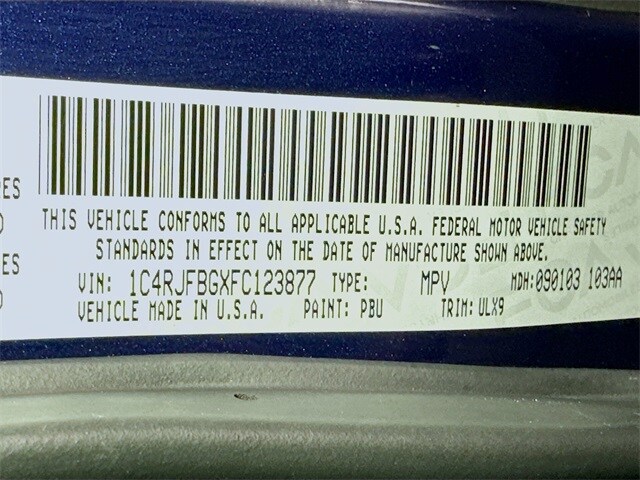 THIS VEHICLE CONFORMS TO ALL APPLICABLE U.S.A. FEDERAL MOTOR VEHICLE SAFETY
STANDARDS IN EFFECT ON THE DATE OF MANUFACTURE SHOWN ABOVE.
VIN: 1C4RJFBGXFC123877 TYPE: MPV MDH:090103 103AA
VEHICLE MADE IN U.S.A. PAINT: PBU TRIM: ULX9